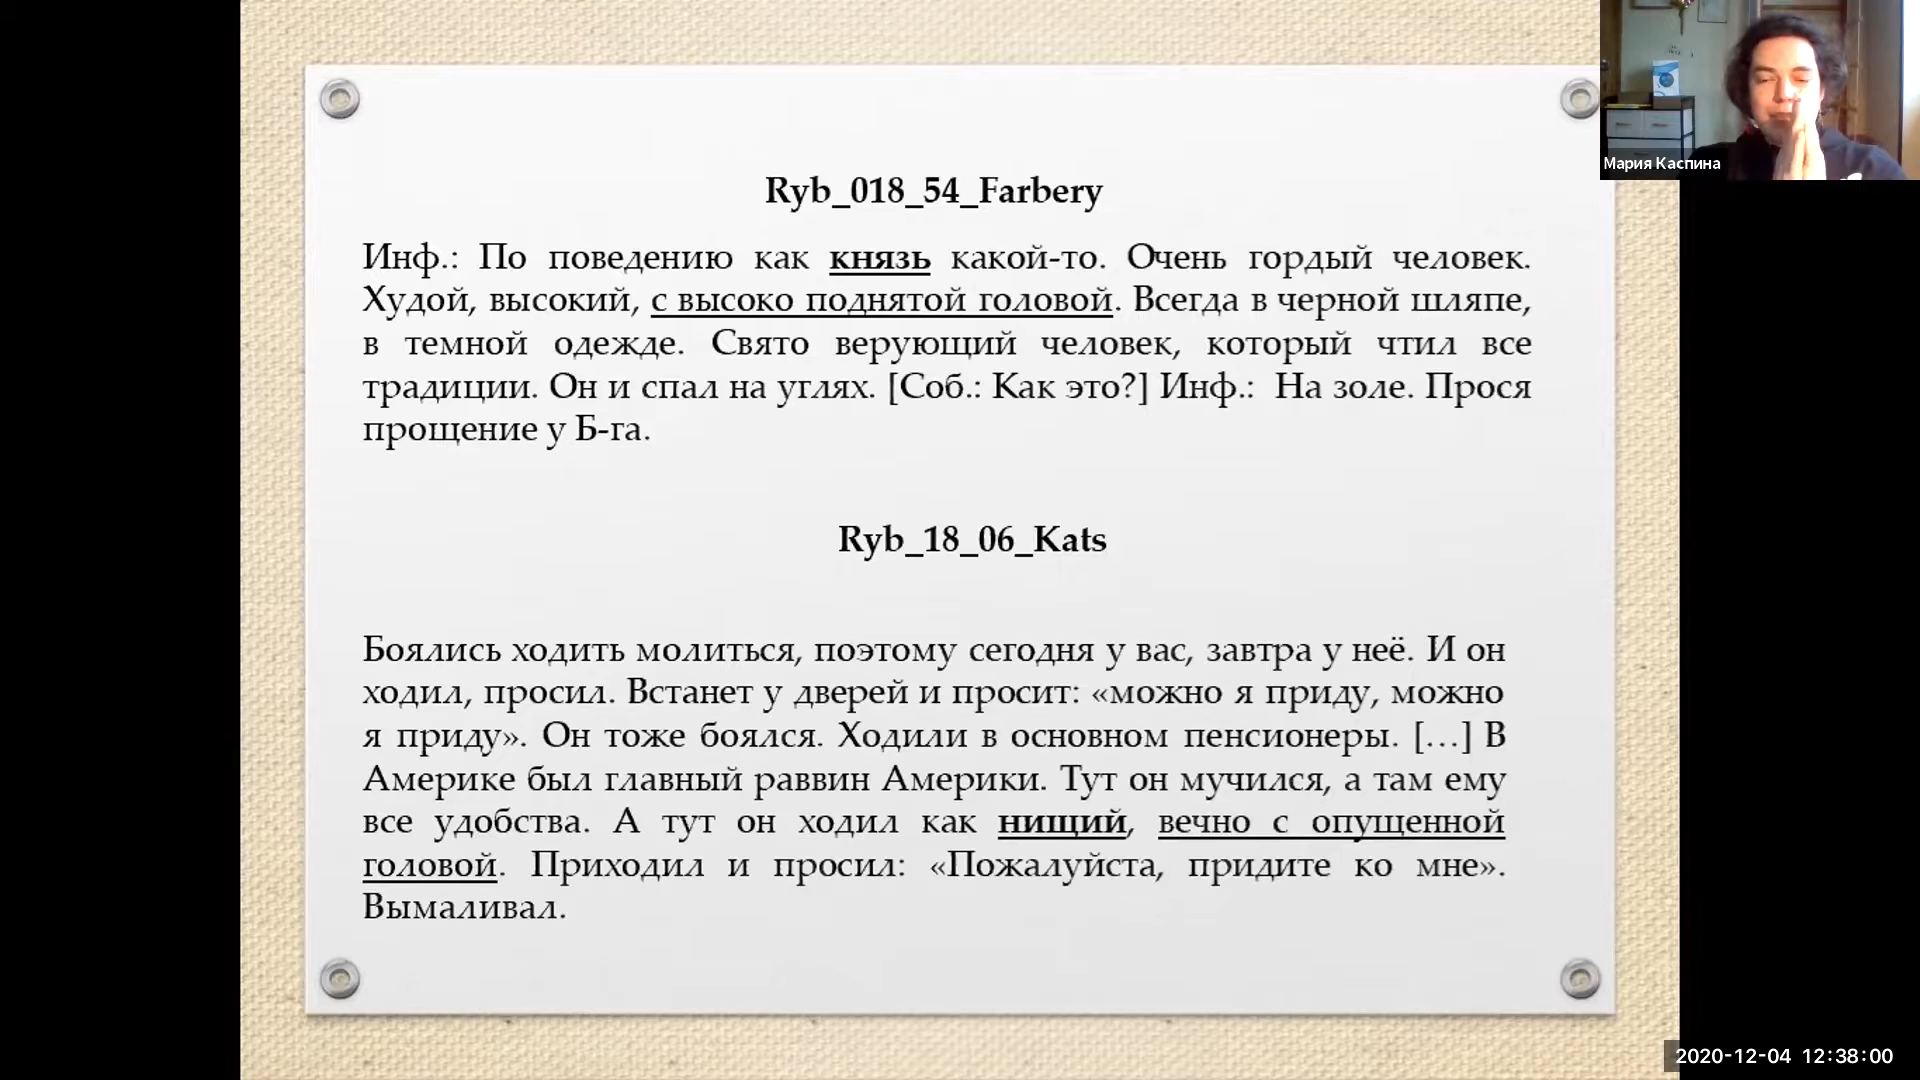 Мария Каспина
Ryb_018_54_Farbery
Инф.: По поведению как князь какой-то. Очень гордый человек.
Худой, высокий, с высоко поднятой головой. Всегда в черной шляпе,
в темной одежде. Свято верующий человек, который чтил все
традиции. Он и спал на углях. [Соб.: Как это?] Инф.: На золе. Прося
прощение у Б-га.
Ryb_18_06_Kats
Боялись ходить молиться, поэтому сегодня у вас, завтра у неё. И он
ходил, просил. Встанет у дверей и просит: «можно я приду, можно
я приду». Он тоже боялся. Ходили в основном пенсионеры. […] В
Америке был главный раввин Америки. Тут он мучился, а там ему
все удобства. А тут он ходил как нищий, вечно с опущенной
головой. Приходил и просил: «Пожалуйста, придите ко мне».
Вымаливал.
2020-12-04 12:38:00